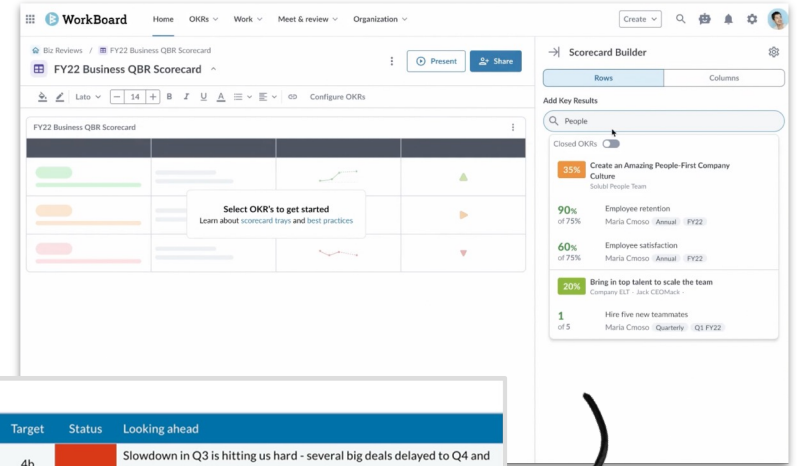 WorkBoard
Home OKRs Work Meet & review Organization
Create
Biz Reviews / FY22 Business QBR Scorecard
FY22 Business QBR Scorecard
Present Share
Lato 14 B I U A Configure OKRs
FY22 Business QBR Scorecard
Select OKR's to get started
Learn about scorecard trays and best practices
Scorecard Builder
Rows Columns
Add Key Results
People
Closed OKRs
35% Create an Amazing People-First Company
Culture
Solubl People Team
90% Employee retention
of 75% Maria Cmoso Annual FY22
60% Employee satisfaction
of 75% Maria Cmoso Annual FY22
20% Bring in top talent to scale the team
Company ELT - Jack CEOMack -
1 Hire five new teammates
of 5 Maria Cmoso Quarterly Q1 FY22
Target Status Looking ahead
4b Slowdown in Q3 is hitting us hard - several big deals delayed to Q4 and